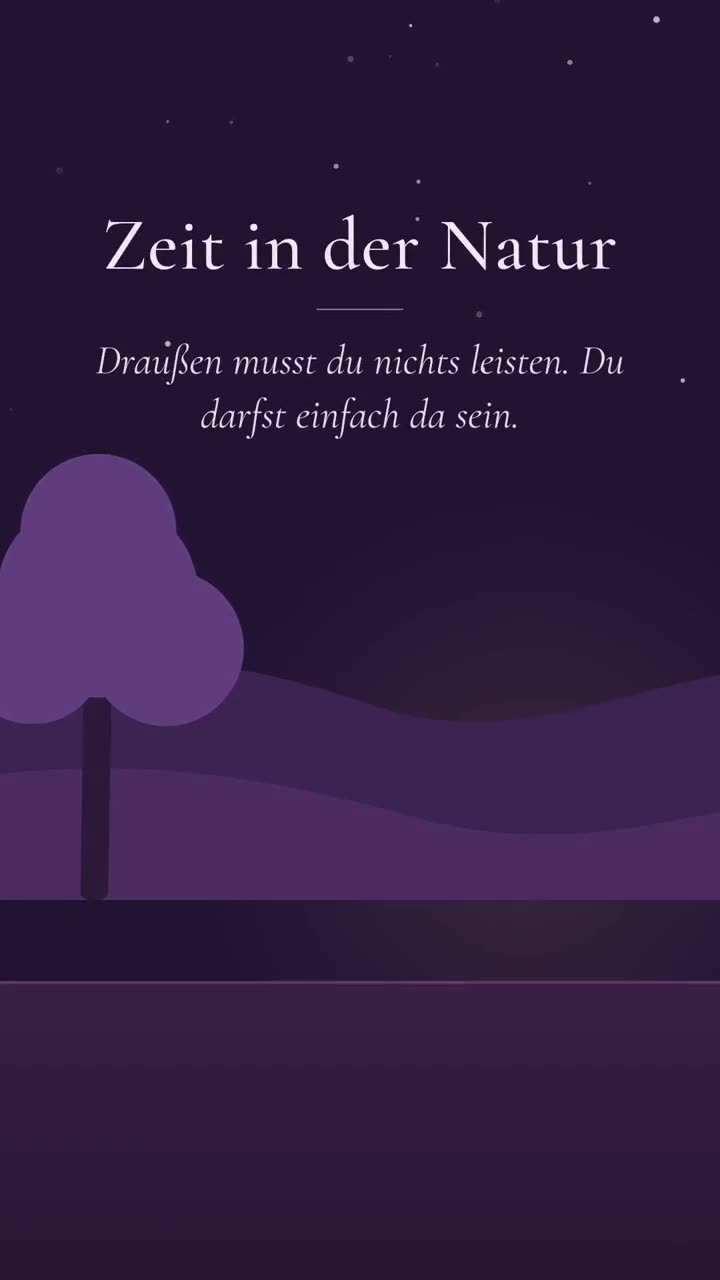 Zeit in der Natur
Draußen musst du nichts leisten. Du
darfst einfach da sein.